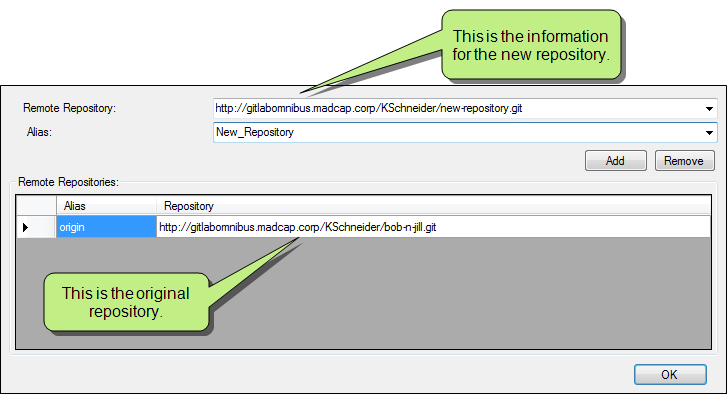 This is the information
for the new repository.
Remote Repository:
http://gitlabomnibus.madcap.corp/KSchneider/new-repository.git
Alias:
New_Repository
Add
Remove
Remote Repositories:
Alias
Repository
origin
http://gitlabomnibus.madcap.corp/KSchneider/bob-n-jill.git
This is the original
repository.
OK